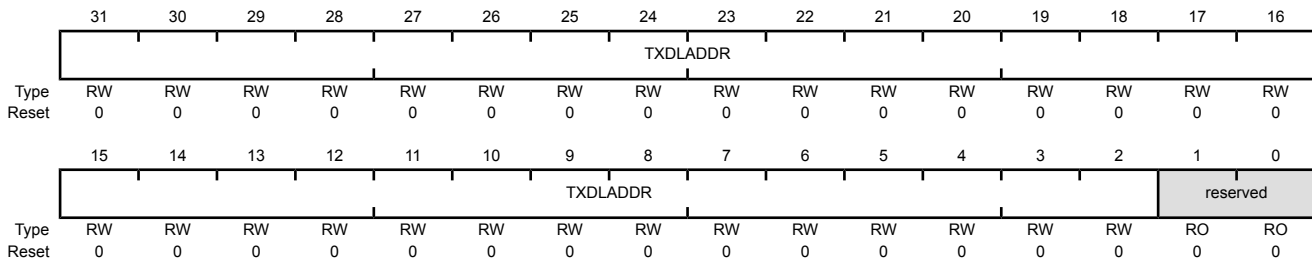 31 30 29 28 27 26 25 24 23 22 21 20 19 18 17 16
TXDLADDR
Type RW RW RW RW RW RW RW RW RW RW RW RW RW RW RW RW
Reset 0 0 0 0 0 0 0 0 0 0 0 0 0 0 0 0
15 14 13 12 11 10 9 8 7 6 5 4 3 2 1 0
TXDLADDR reserved
Type RW RW RW RW RW RW RW RW RW RW RW RW RW RW RO RO
Reset 0 0 0 0 0 0 0 0 0 0 0 0 0 0 0 0